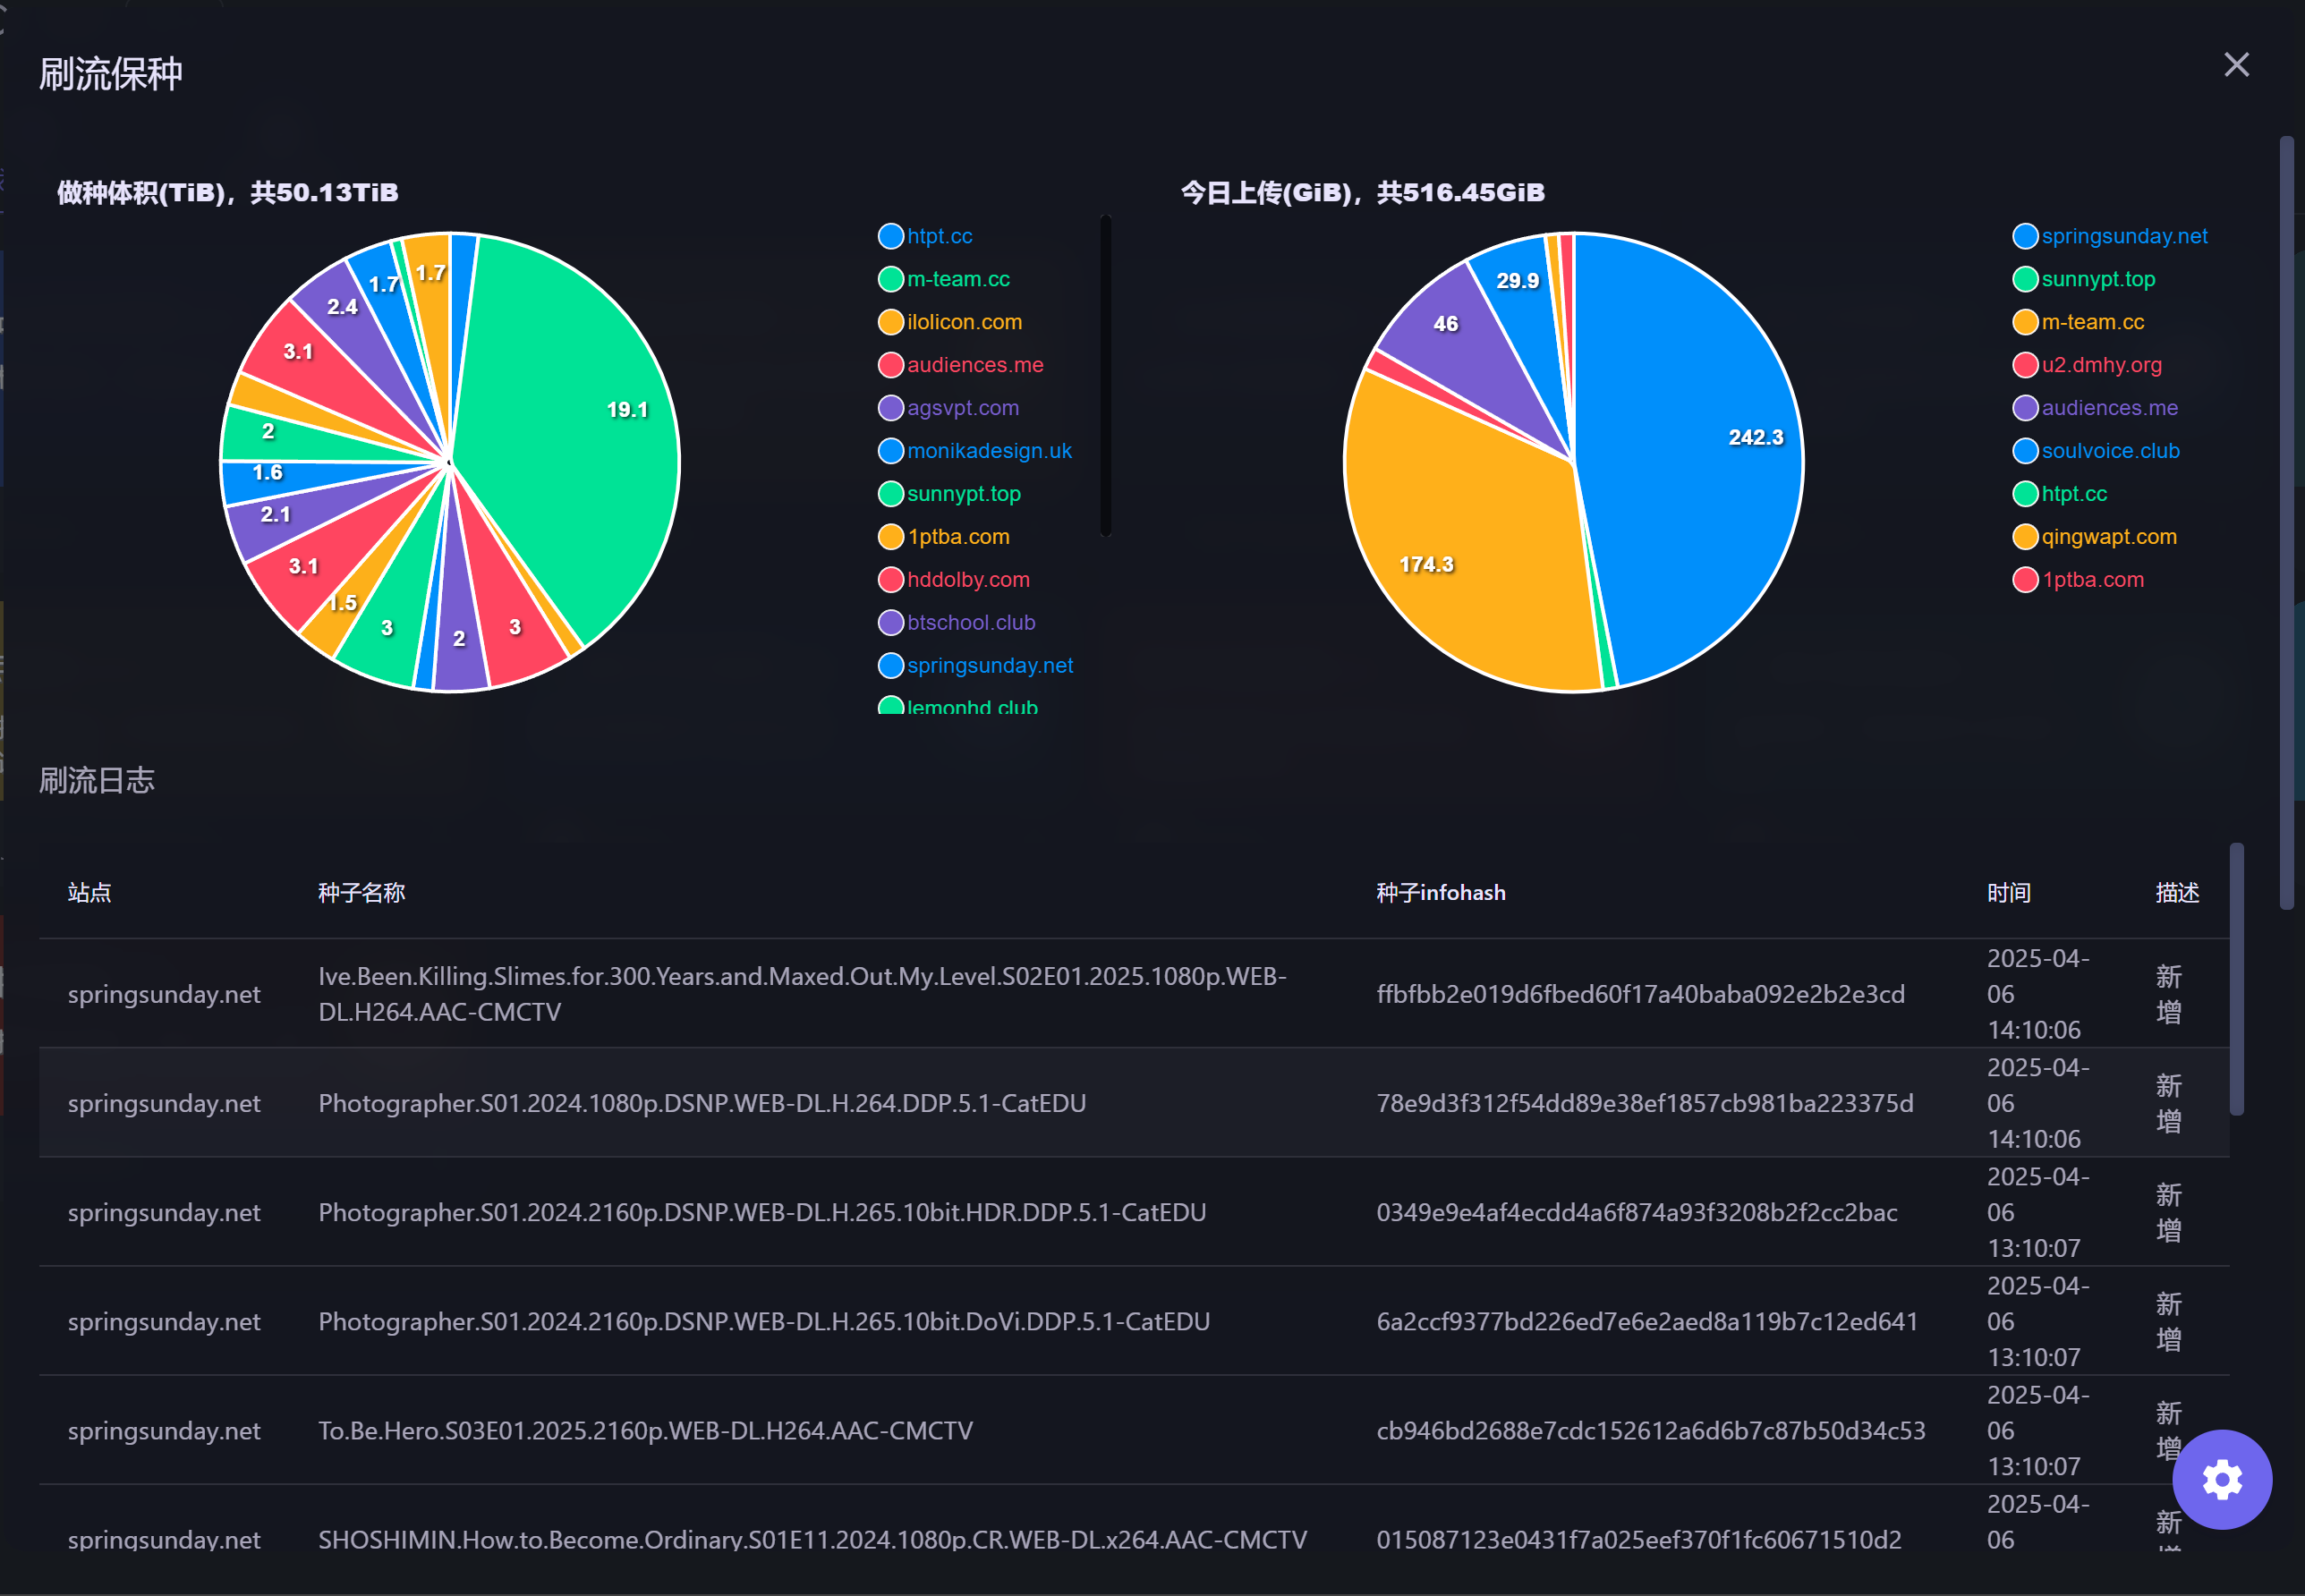 刷流保种
做种体积(TiB)，共50.13TiB
1.7
1.7
2.4
3.1
19.1
2
1.6
2.1
3.1
1.5
3
2
3
htpt.cc
m-team.cc
ilolicon.com
audiences.me
agsvpt.com
monikadesign.uk
sunnypt.top
1ptba.com
hddolby.com
btschool.club
springsunday.net
lemonhd.club
今日上传(GiB)，共516.45GiB
29.9
46
242.3
174.3
springsunday.net
sunnypt.top
m-team.cc
u2.dmhy.org
audiences.me
soulvoice.club
htpt.cc
qingwapt.com
1ptba.com
刷流日志
站点 种子名称 种子infohash 时间 描述
springsunday.net
Ive.Been.Killing.Slimes.for.300.Years.and.Maxed.Out.My.Level.S02E01.2025.1080p.WEB-
DL.H264.AAC-CMCTV
ffbfbb2e019d6fbed60f17a40baba092e2b2e3cd
2025-04-
06
14:10:06
新
增
springsunday.net
Photographer.S01.2024.1080p.DSNP.WEB-DL.H.264.DDP.5.1-CatEDU
78e9d3f312f54dd89e38ef1857cb981ba223375d
2025-04-
06
14:10:06
新
增
springsunday.net
Photographer.S01.2024.2160p.DSNP.WEB-DL.H.265.10bit.HDR.DDP.5.1-CatEDU
0349e9e4af4ecdd4a6f874a93f3208b2f2cc2bac
2025-04-
06
13:10:07
新
增
springsunday.net
Photographer.S01.2024.2160p.DSNP.WEB-DL.H.265.10bit.DoVi.DDP.5.1-CatEDU
6a2ccf9377bd226ed7e6e2aed8a119b7c12ed641
2025-04-
06
13:10:07
新
增
springsunday.net
To.Be.Hero.S03E01.2025.2160p.WEB-DL.H264.AAC-CMCTV
cb946bd2688e7cdc152612a6d6b7c87b50d34c53
2025-04-
06
13:10:07
新
增
springsunday.net
SHOSHIMIN.How.to.Become.Ordinary.S01E11.2024.1080p.CR.WEB-DL.x264.AAC-CMCTV
015087123e0431f7a025eef370f1fc60671510d2
2025-04-
06
新